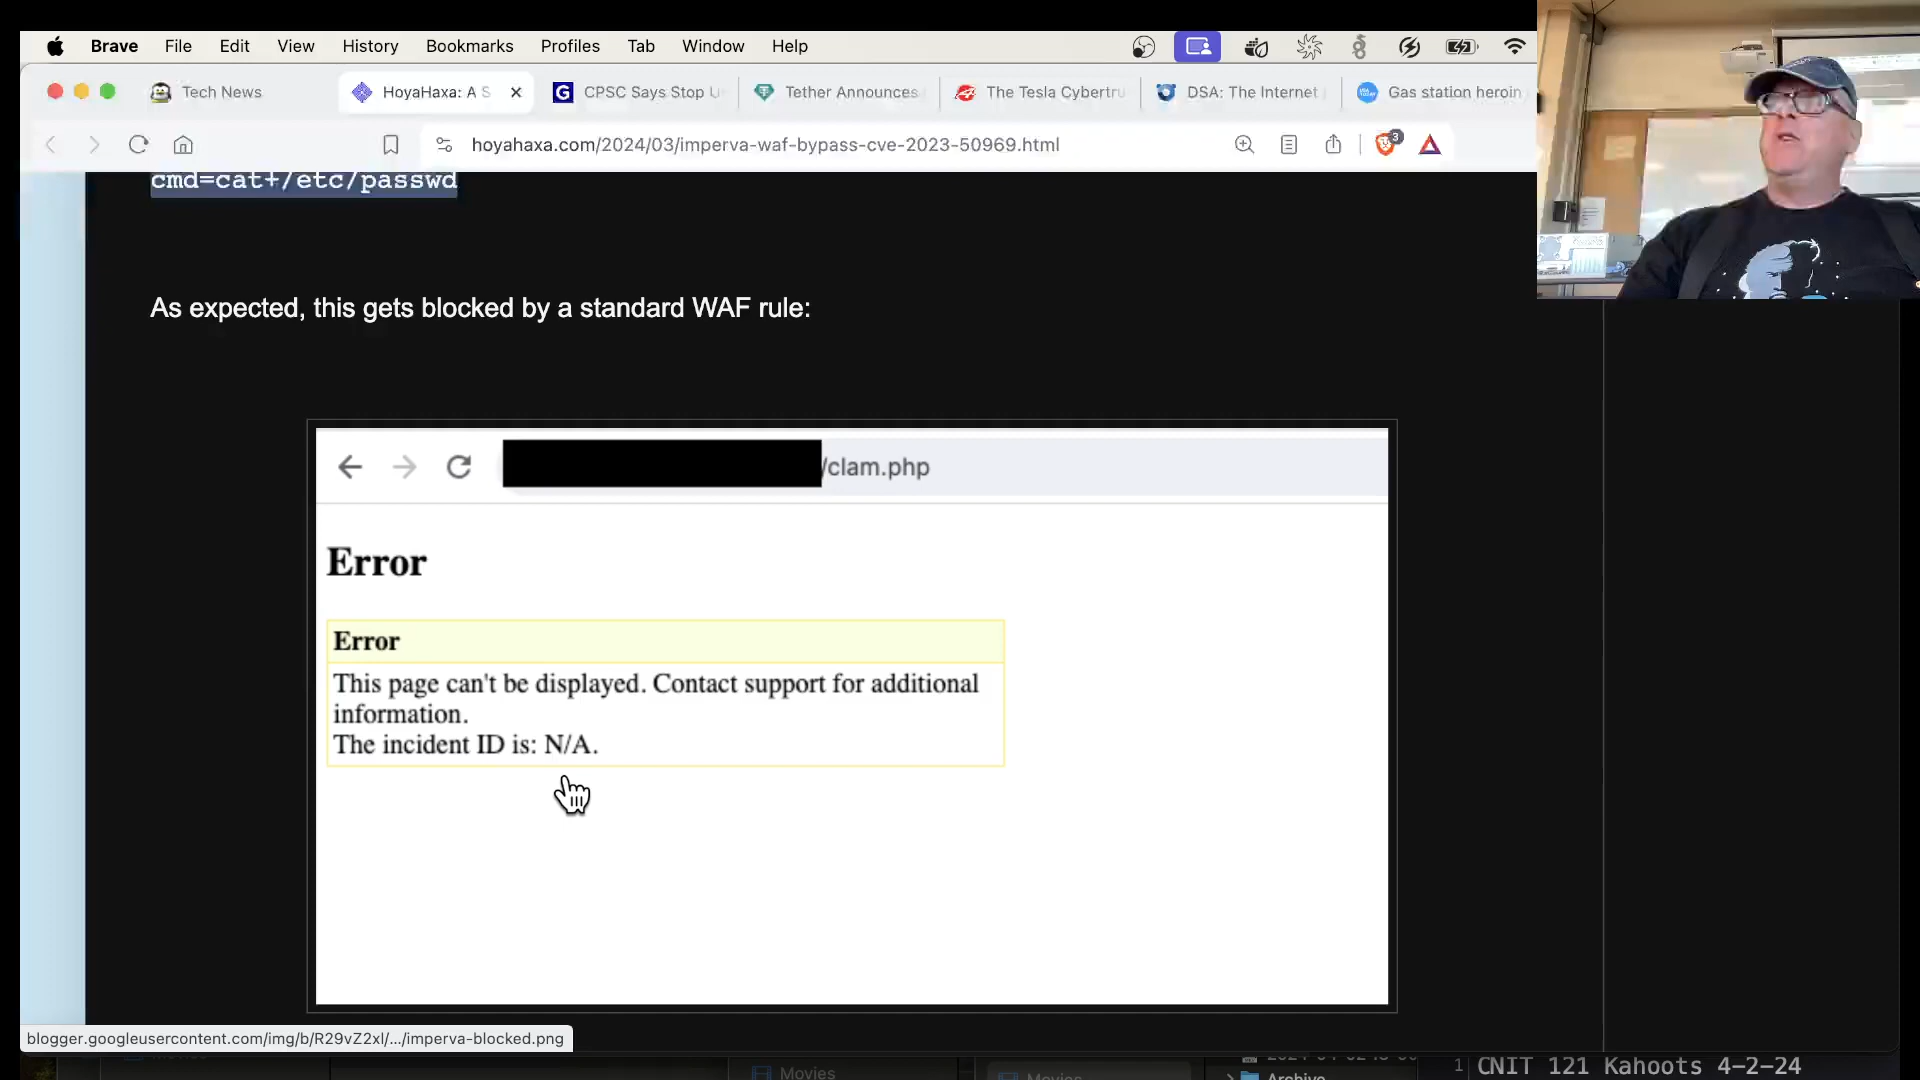 Brave File Edit View History Bookmarks Profiles Tab Window Help
Tech News
HoyaHaxa: A S
CPSC Says Stop U
Tether Announces
The Tesla Cybertru
DSA: The Internet
Gas station heroin
hoyahaxa.com/2024/03/imperva-waf-bypass-cve-2023-50969.html
3
cmd=cat+/etc/passwd
As expected, this gets blocked by a standard WAF rule:
/clam.php
Error
Error
This page can't be displayed. Contact support for additional
information.
The incident ID is: N/A.
blogger.googleusercontent.com/img/b/R29vZ2xl/.../imperva-blocked.png
Movies
Movies
Archive
1 CNIT 121 Kahoots 4-2-24